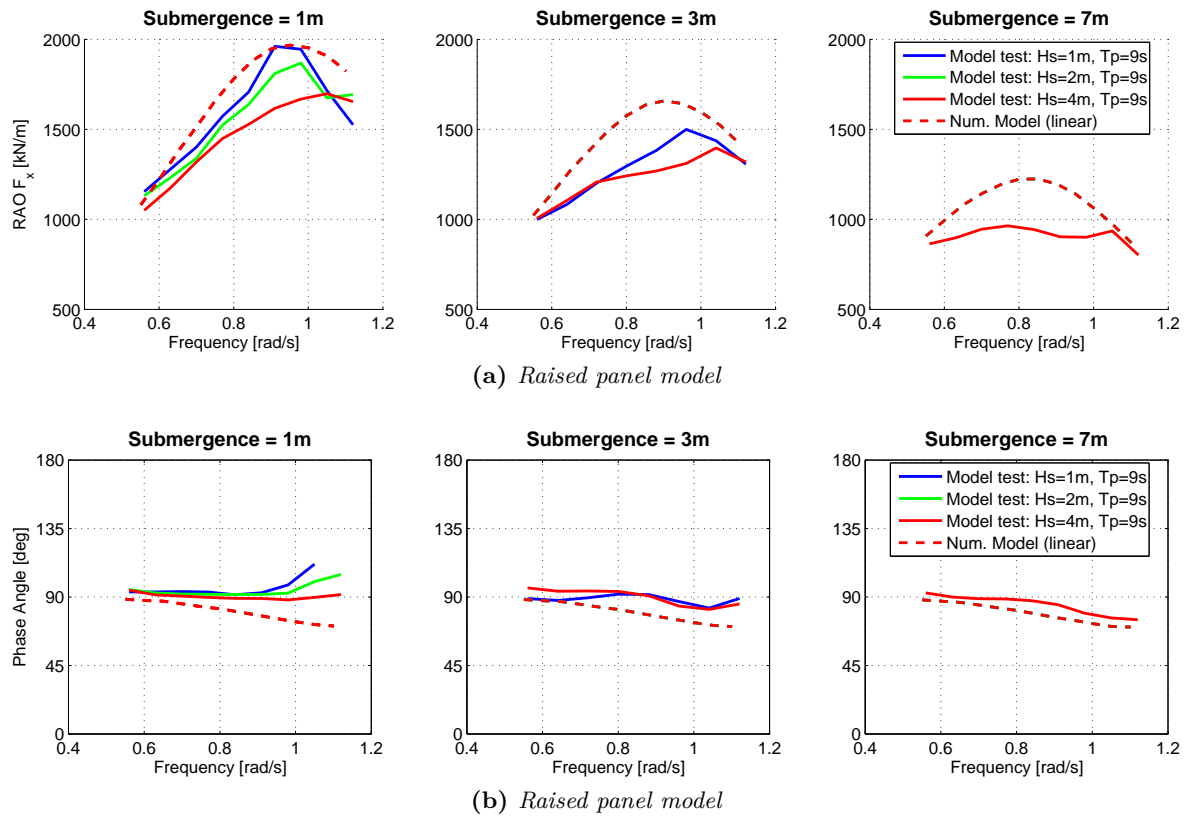 Submergence = 1m
Submergence = 3m
Submergence = 7m
2000
1500
1000
500
RAO F_x [kN/m]
0.4 0.6 0.8 1 1.2
Frequency [rad/s]
2000
1500
1000
500
0.4 0.6 0.8 1 1.2
Frequency [rad/s]
2000
1500
1000
500
Model test: Hs=1m, Tp=9s
Model test: Hs=2m, Tp=9s
Model test: Hs=4m, Tp=9s
Num. Model (linear)
0.4 0.6 0.8 1 1.2
Frequency [rad/s]
(a) Raised panel model
Submergence = 1m
Submergence = 3m
Submergence = 7m
180
135
90
45
0
Phase Angle [deg]
0.4 0.6 0.8 1 1.2
Frequency [rad/s]
180
135
90
45
0
0.4 0.6 0.8 1 1.2
Frequency [rad/s]
180
135
90
45
0
Model test: Hs=1m, Tp=9s
Model test: Hs=2m, Tp=9s
Model test: Hs=4m, Tp=9s
Num. Model (linear)
0.4 0.6 0.8 1 1.2
Frequency [rad/s]
(b) Raised panel model